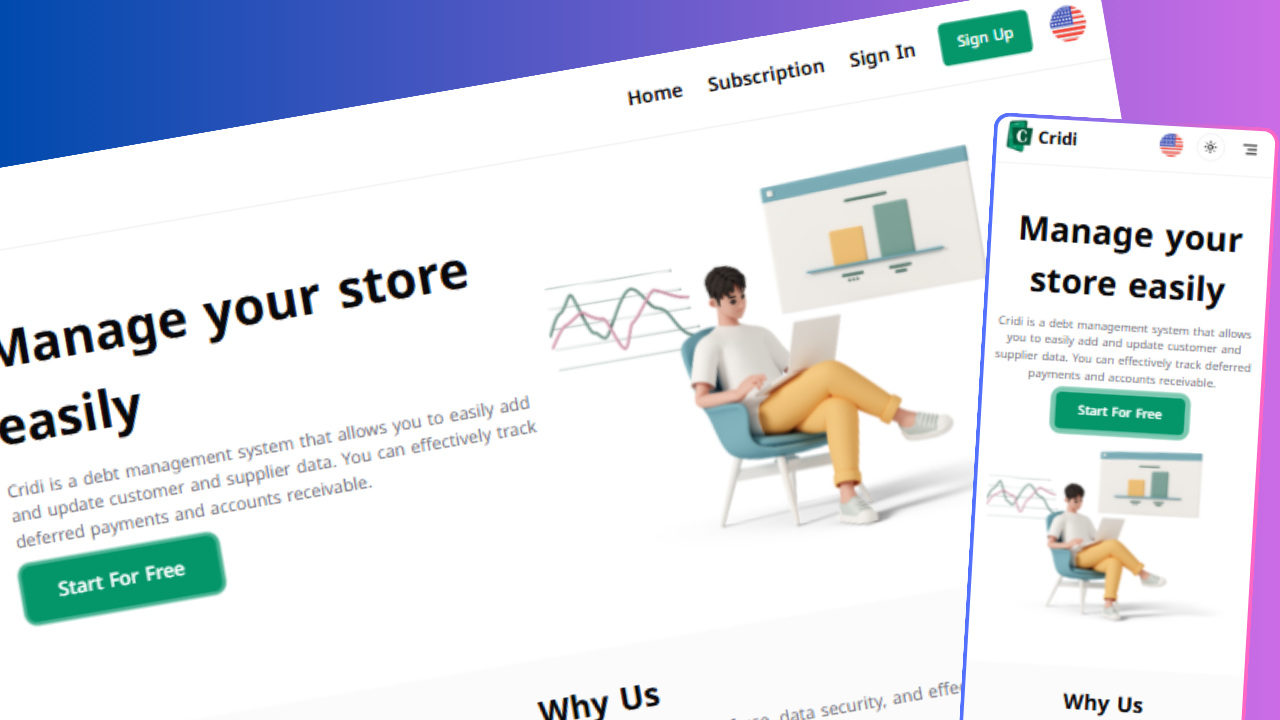 Home Subscription Sign In Sign Up
Manage your store
easily
Cridi is a debt management system that allows you to easily add
and update customer and supplier data. You can effectively track
deferred payments and accounts receivable.
Start For Free
Why Us
data security, and
C Cridi
Manage your
store easily
Cridi is a debt management system that allows
you to easily add and update customer and
supplier data. You can effectively track deferred
payments and accounts receivable.
Start For Free
Why Us